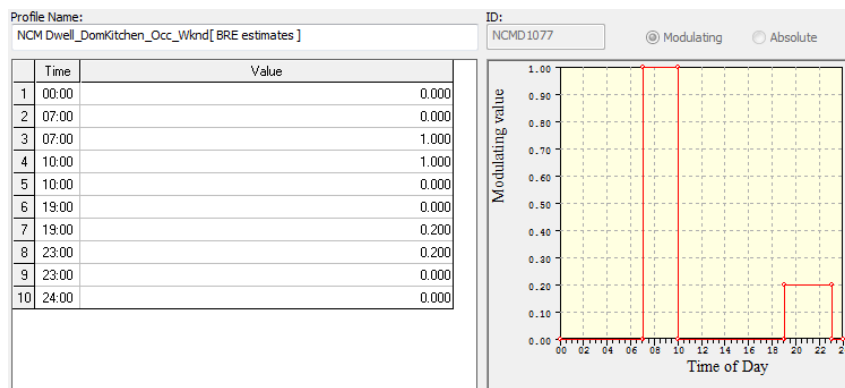 Profile Name:
ID:
NCM Dwell_DomKitchen_Occ_Wknd[ BRE estimates ]
NCMD1077
Modulating
Absolute
Time Value
1 00:00 0.000
2 07:00 0.000
3 07:00 1.000
4 10:00 1.000
5 10:00 0.000
6 19:00 0.000
7 19:00 0.200
8 23:00 0.200
9 23:00 0.000
10 24:00 0.000
Modulating value
1.00
0.90
0.80
0.70
0.60
0.50
0.40
0.30
0.20
0.10
0.00
00 02 04 06 08 10 12 14 16 18 20 22 2
Time of Day